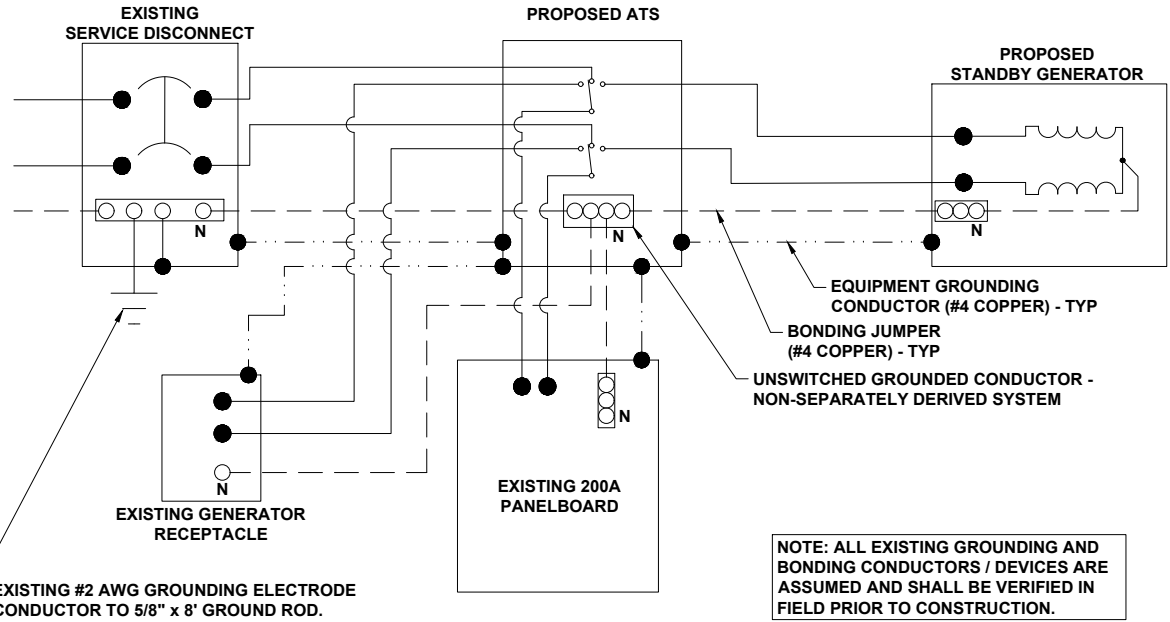 EXISTING
SERVICE DISCONNECT
PROPOSED ATS
PROPOSED
STANDBY GENERATOR
N
N
N
EQUIPMENT GROUNDING
CONDUCTOR (#4 COPPER) - TYP
BONDING JUMPER
(#4 COPPER) - TYP
UNSWITCHED GROUNDED CONDUCTOR -
NON-SEPARATELY DERIVED SYSTEM
N
N
EXISTING GENERATOR
RECEPTACLE
EXISTING 200A
PANELBOARD
EXISTING #2 AWG GROUNDING ELECTRODE
CONDUCTOR TO 5/8" x 8' GROUND ROD.
NOTE: ALL EXISTING GROUNDING AND
BONDING CONDUCTORS / DEVICES ARE
ASSUMED AND SHALL BE VERIFIED IN
FIELD PRIOR TO CONSTRUCTION.